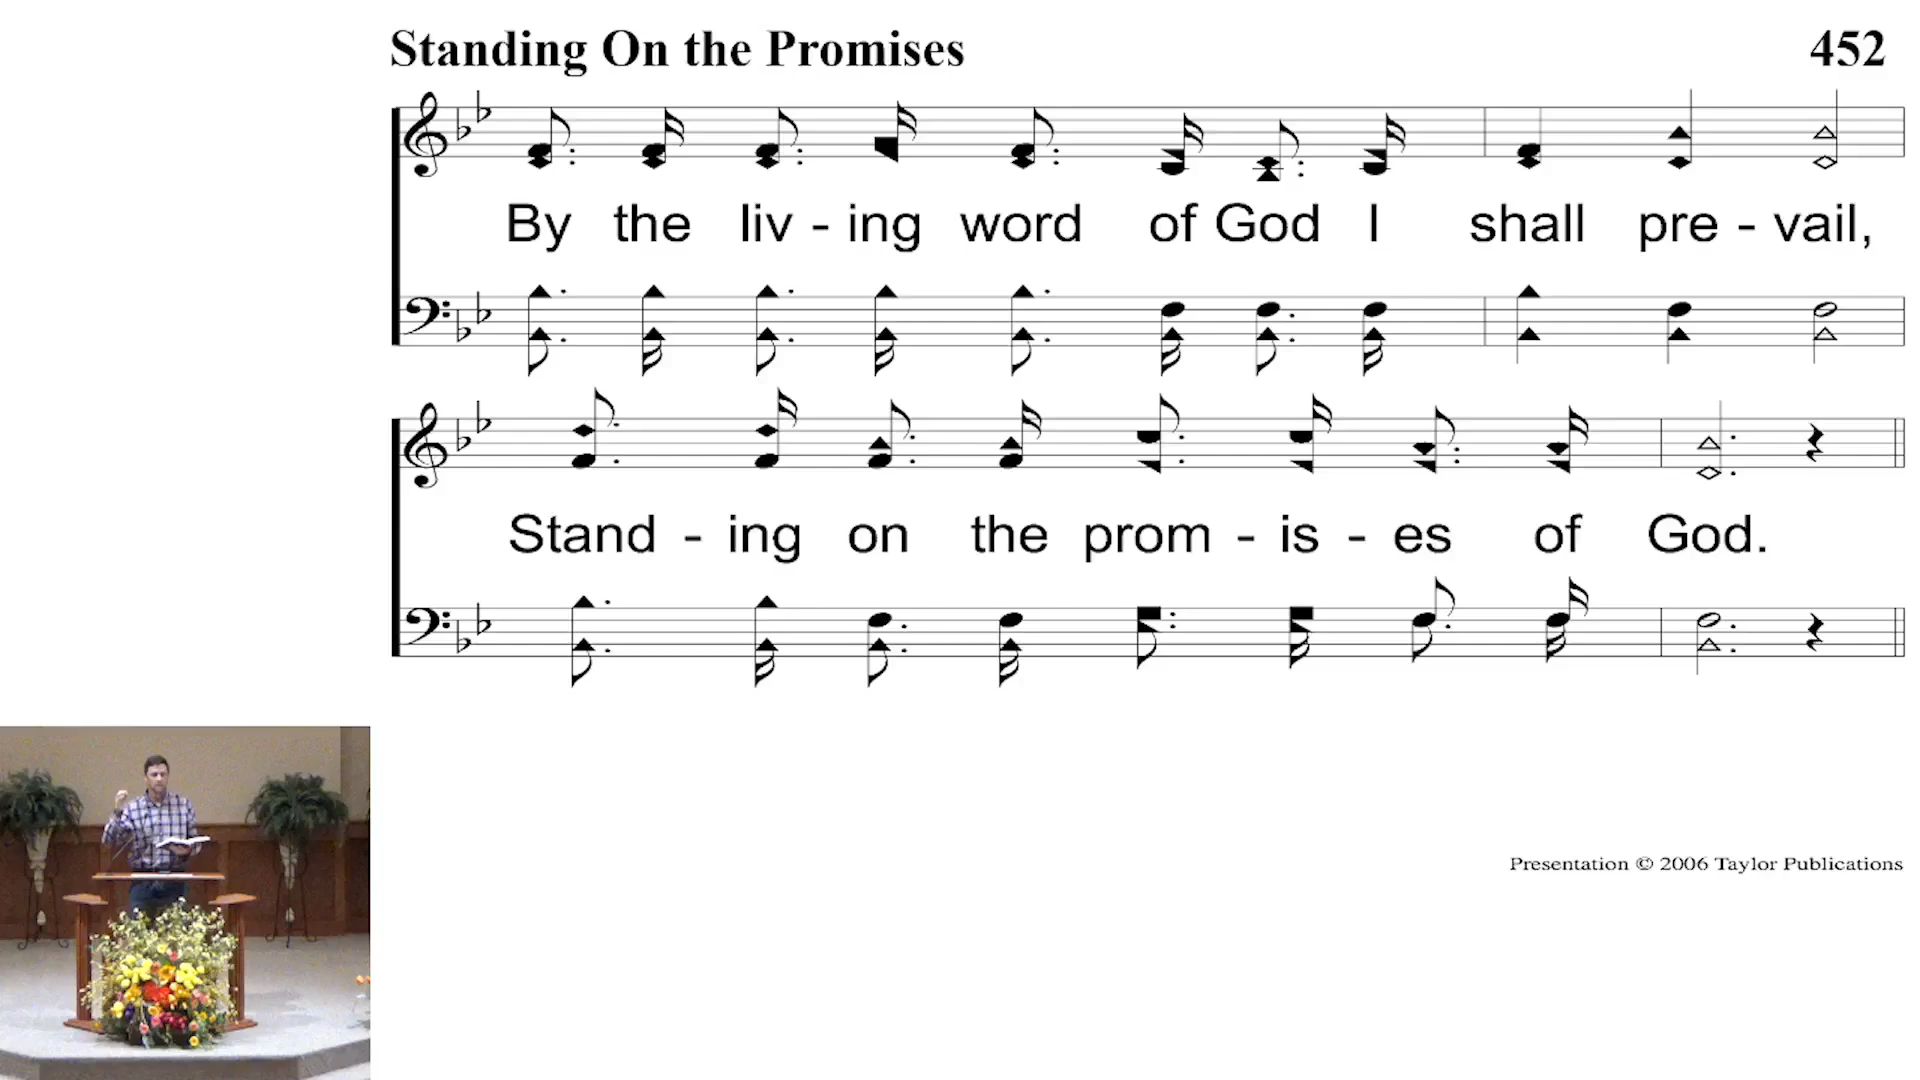 Standing On the Promises 452
By the liv - ing word of God I shall pre - vail,
Stand - ing on the prom - is - es of God.
Presentation © 2006 Taylor Publications